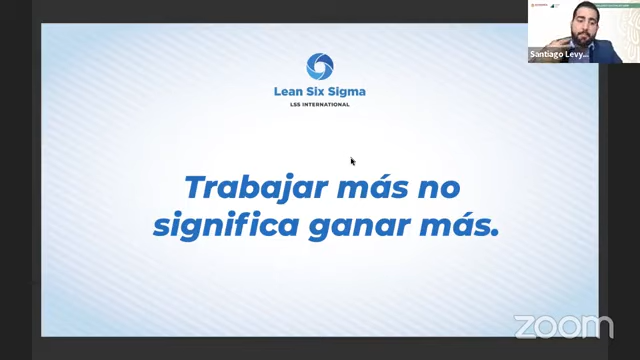 Lean Six Sigma
LSS INTERNATIONAL
Trabajar más no
significa ganar más.
Santiago Levy...
zoom